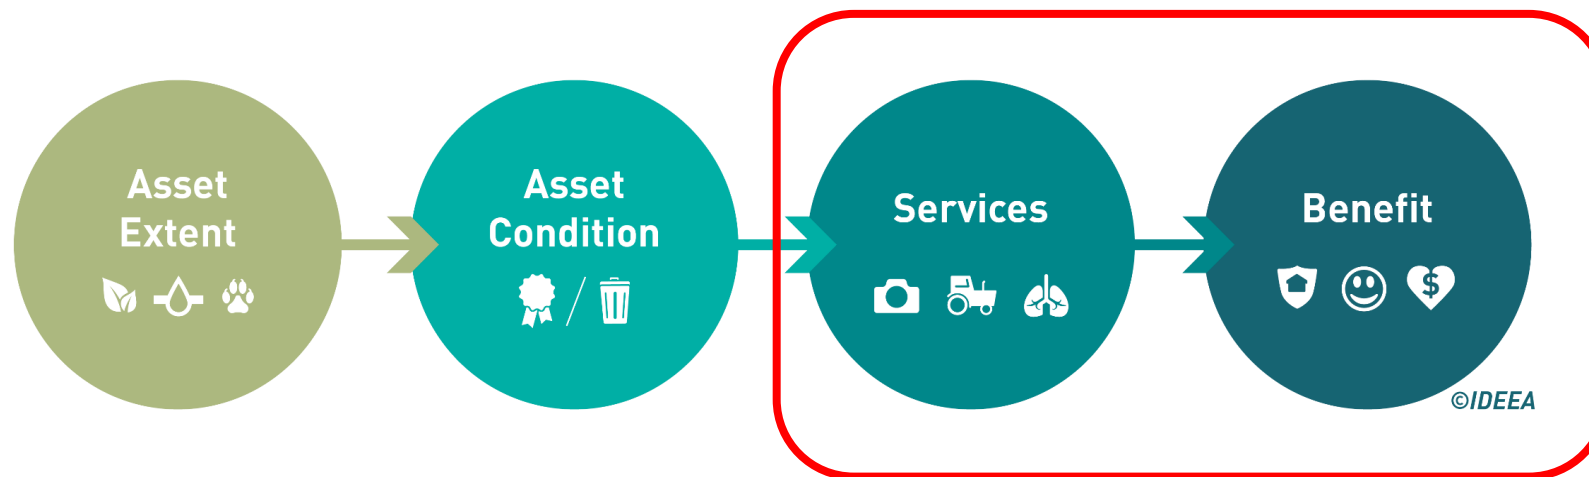 Asset
Extent
Asset
Condition
Services
Benefit
$
©IDEEA